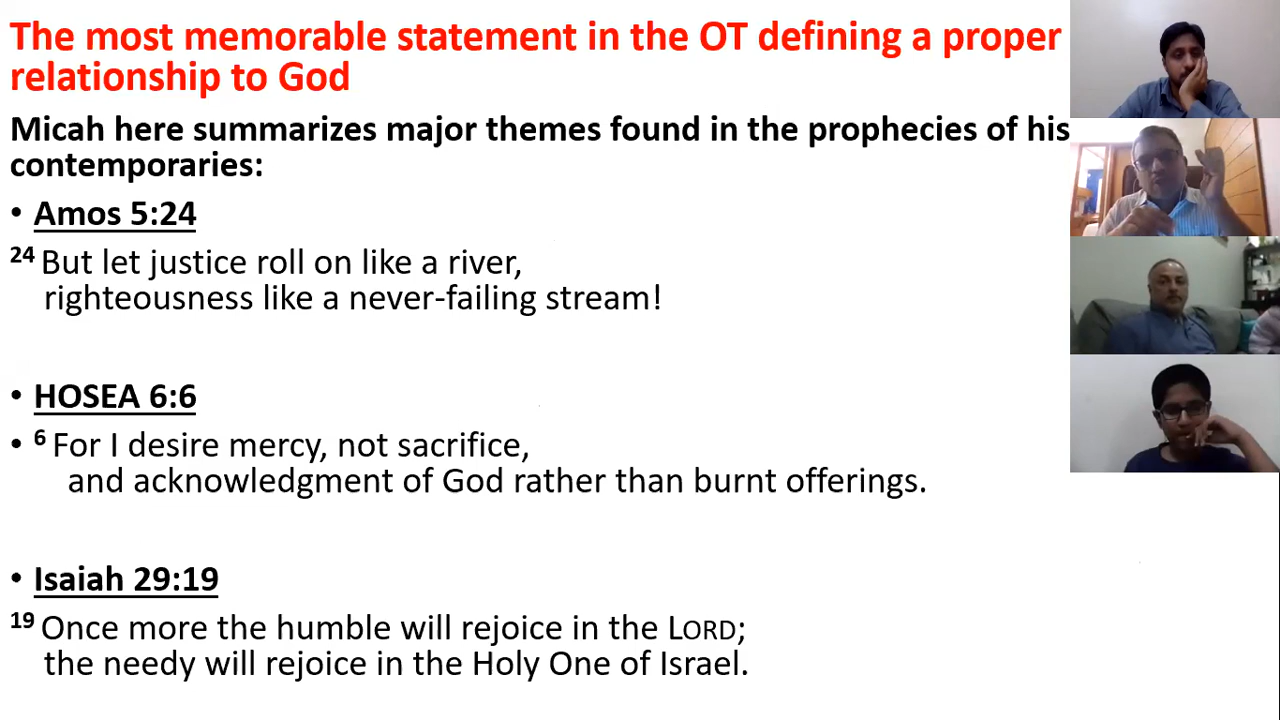 The most memorable statement in the OT defining a proper
relationship to God
Micah here summarizes major themes found in the prophecies of his
contemporaries:
• Amos 5:24
24 But let justice roll on like a river,
righteousness like a never-failing stream!
• HOSEA 6:6
• 6 For I desire mercy, not sacrifice,
and acknowledgment of God rather than burnt offerings.
• Isaiah 29:19
19 Once more the humble will rejoice in the LORD;
the needy will rejoice in the Holy One of Israel.